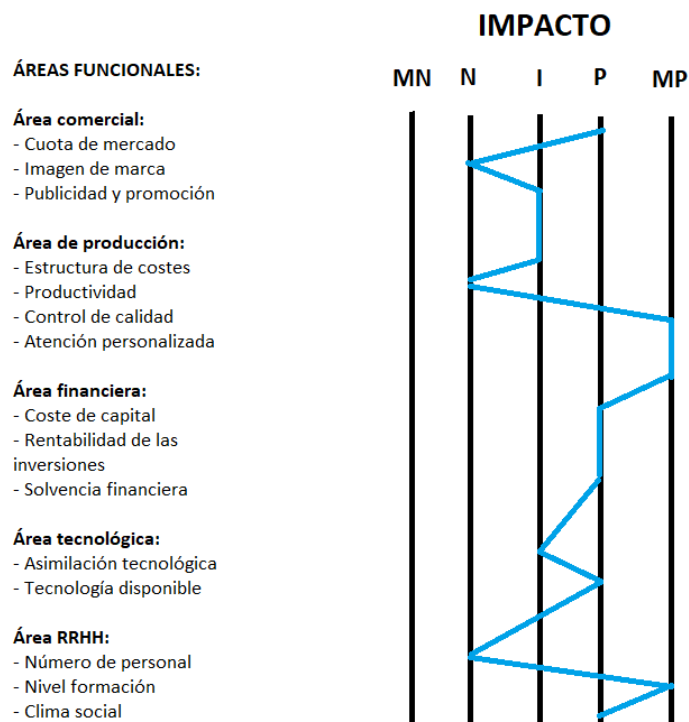 IMPACTO
ÁREAS FUNCIONALES:
MN N I P MP
Área comercial:
- Cuota de mercado
- Imagen de marca
- Publicidad y promoción
Área de producción:
- Estructura de costes
- Productividad
- Control de calidad
- Atención personalizada
Área financiera:
- Coste de capital
- Rentabilidad de las
inversiones
- Solvencia financiera
Área tecnológica:
- Asimilación tecnológica
- Tecnología disponible
Área RRHH:
- Número de personal
- Nivel formación
- Clima social